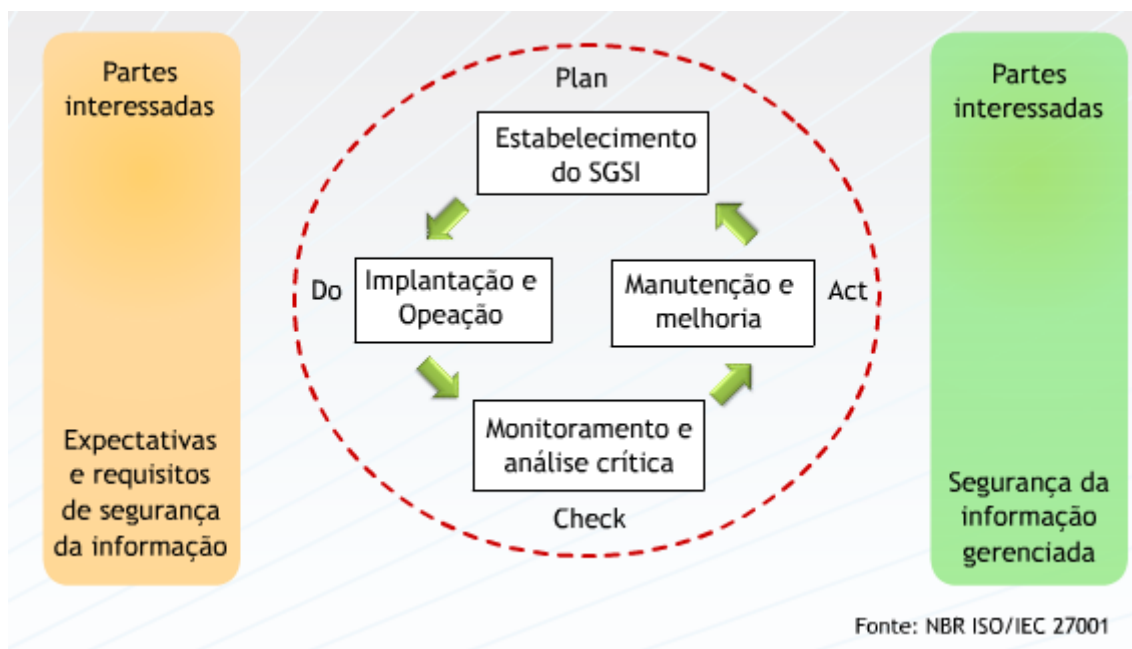 Partes
interessadas
Expectativas
e requisitos
de segurança
da informação
Plan
Estabelecimento
do SGSI
Do
Implantação e
Opeação
Manutenção e
melhoria
Act
Monitoramento e
análise crítica
Check
Partes
interessadas
Segurança da
informação
gerenciada
Fonte: NBR ISO/IEC 27001